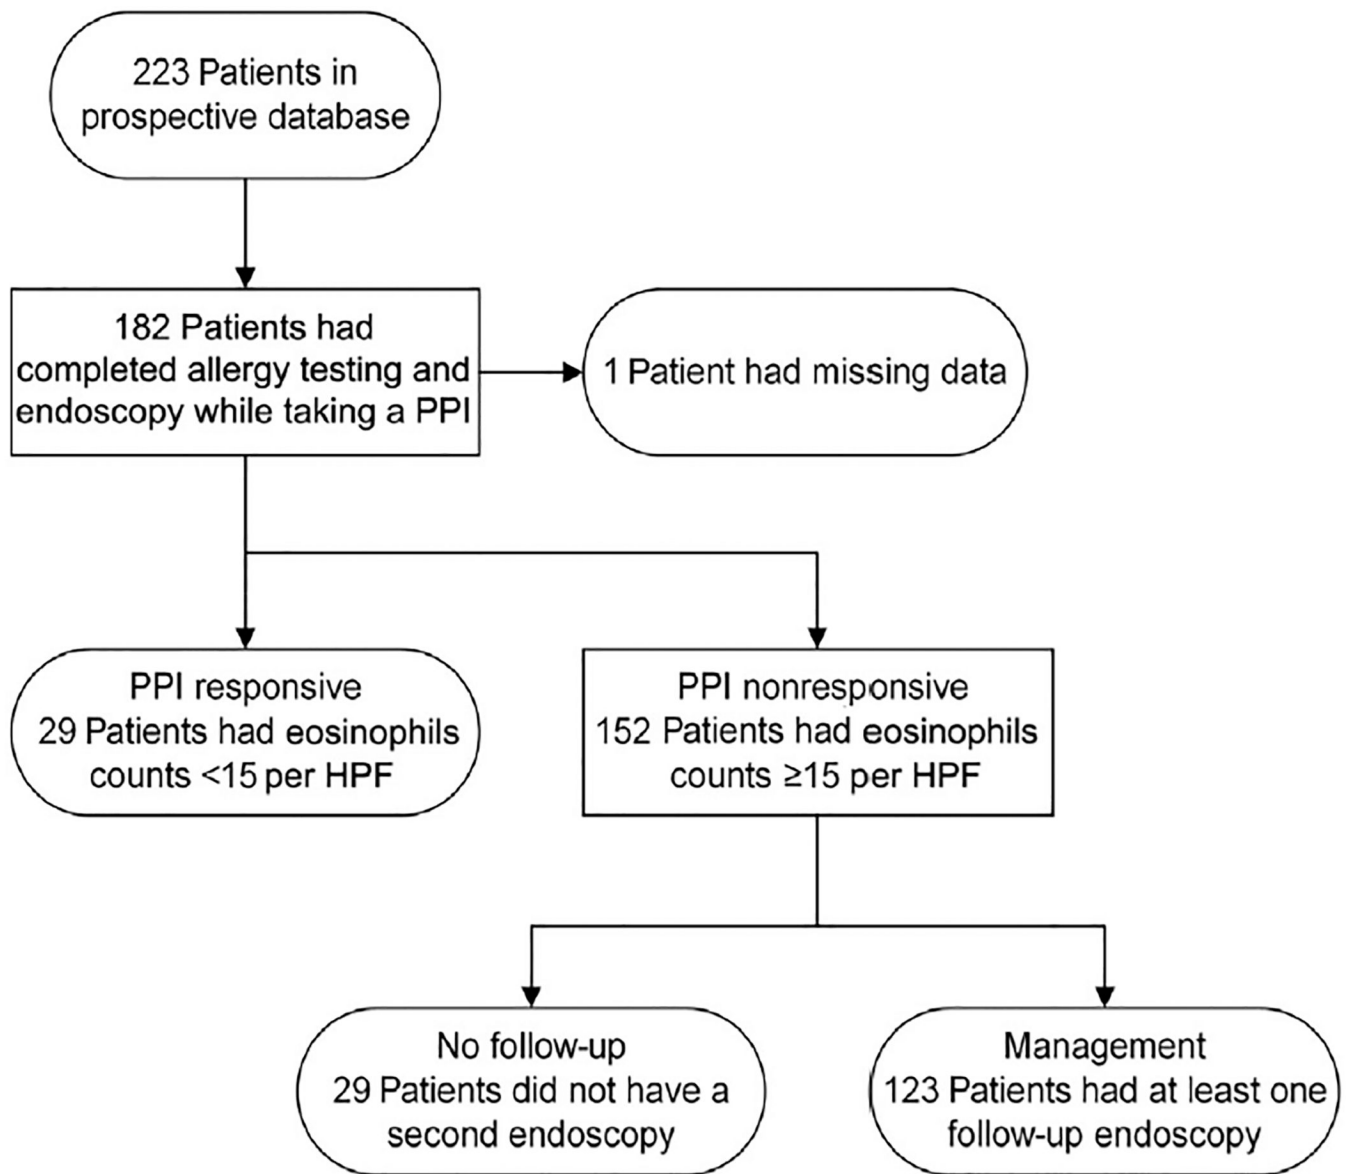 223 Patients in
prospective database
182 Patients had
completed allergy testing and
endoscopy while taking a PPI
1 Patient had missing data
PPI responsive
29 Patients had eosinophils
counts <15 per HPF
PPI nonresponsive
152 Patients had eosinophils
counts ≥15 per HPF
No follow-up
29 Patients did not have a
second endoscopy
Management
123 Patients had at least one
follow-up endoscopy